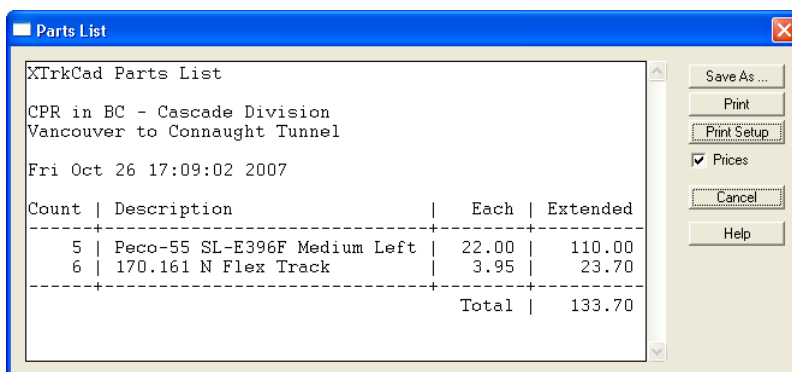 Parts List
XTrkCad Parts List
CPR in BC - Cascade Division
Vancouver to Connaught Tunnel
Fri Oct 26 17:09:02 2007
Count | Description | Each | Extended
------+--------------------------------+--------+----------
5 | Peco-55 SL-E396F Medium Left | 22.00 | 110.00
6 | 170.161 N Flex Track | 3.95 | 23.70
------+--------------------------------+--------+----------
Total | 133.70
Save As ...
Print
Print Setup
Prices
Cancel
Help